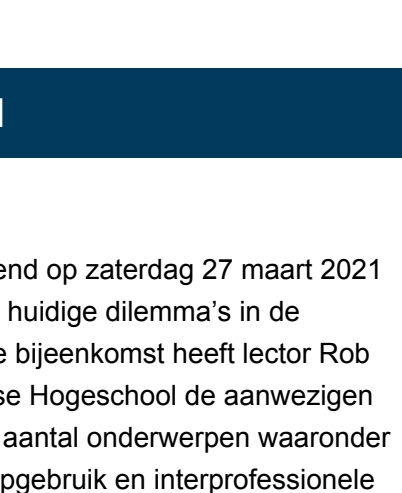 end op zaterdag 27 maart 2021
huidige dilemma's in de
e bijeenkomst heeft lector Rob
se Hogeschool de aanwezigen
aantal onderwerpen waaronder
pgebruik en interprofessionele